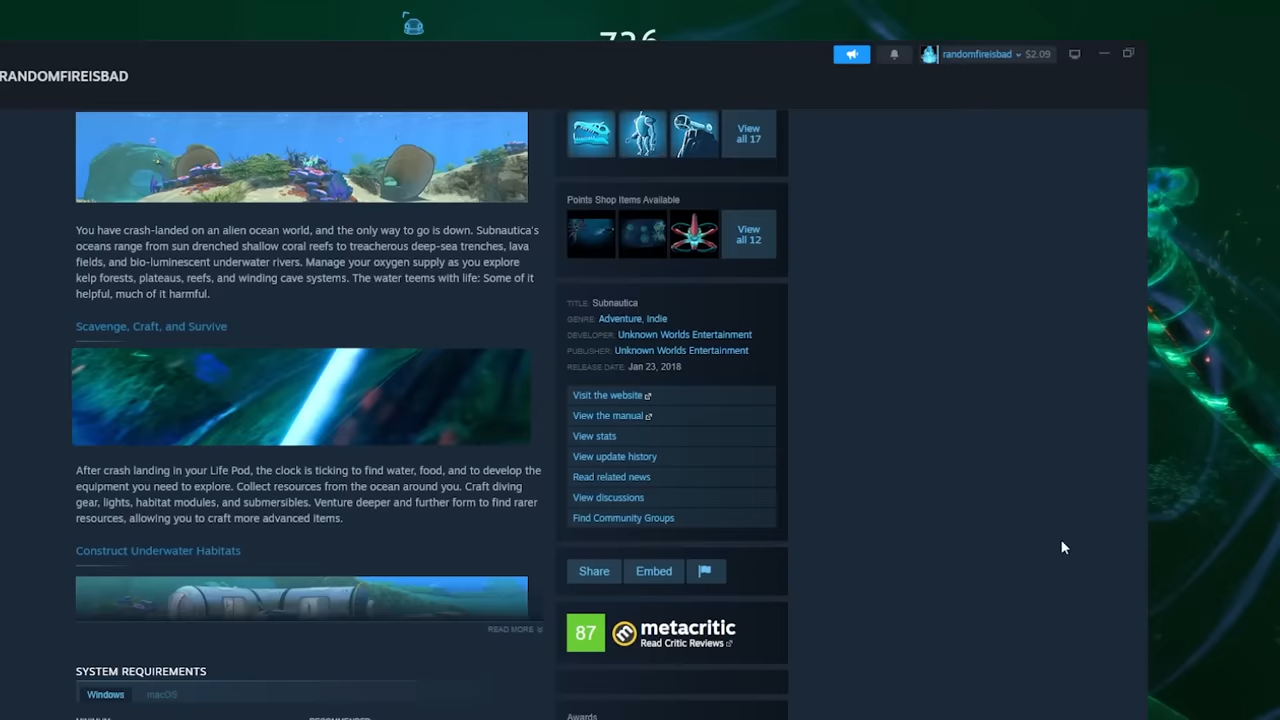 736
randomfireisbad $2.09
RANDOMFIREISBAD
You have crash-landed on an alien ocean world, and the only way to go is down. Subnautica's
oceans range from sun drenched shallow coral reefs to treacherous deep-sea trenches, lava
fields, and bio-luminescent underwater rivers. Manage your oxygen supply as you explore
kelp forests, plateaus, reefs, and winding cave systems. The water teems with life: Some of it
helpful, much of it harmful.
Scavenge, Craft, and Survive
After crash landing in your Life Pod, the clock is ticking to find water, food, and to develop the
equipment you need to explore. Collect resources from the ocean around you. Craft diving
gear, lights, habitat modules, and submersibles. Venture deeper and further form to find rarer
resources, allowing you to craft more advanced items.
Construct Underwater Habitats
READ MORE
SYSTEM REQUIREMENTS
Windows macOS
MINIMUM: RECOMMENDED:
View
all 17
Points Shop Items Available
View
all 12
TITLE: Subnautica
GENRE: Adventure, Indie
DEVELOPER: Unknown Worlds Entertainment
PUBLISHER: Unknown Worlds Entertainment
RELEASE DATE: Jan 23, 2018
Visit the website
View the manual
View stats
View update history
Read related news
View discussions
Find Community Groups
Share Embed
87 metacritic
Read Critic Reviews
Awards